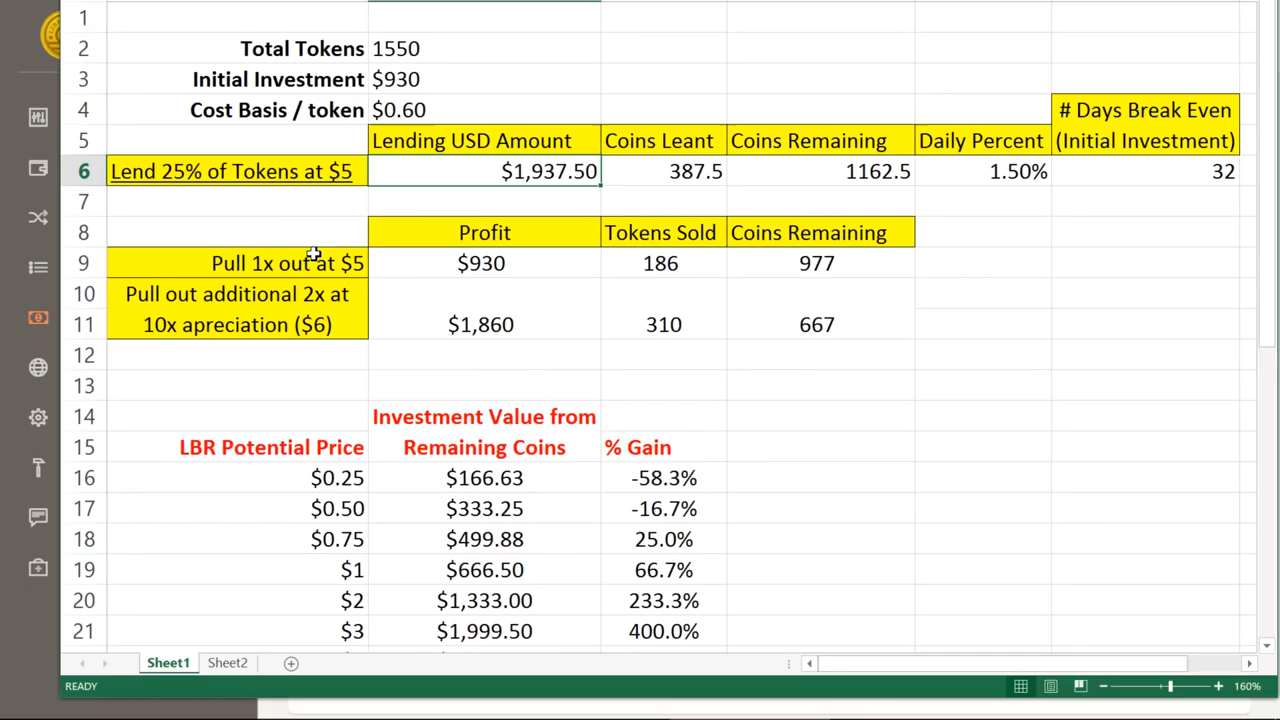 1
2 Total Tokens 1550
3 Initial Investment $930
4 Cost Basis / token $0.60 # Days Break Even
5 Lending USD Amount Coins Leant Coins Remaining Daily Percent (Initial Investment)
6 Lend 25% of Tokens at $5 $1,937.50 387.5 1162.5 1.50% 32
7
8 Profit Tokens Sold Coins Remaining
9 Pull 1x out at $5 $930 186 977
10 Pull out additional 2x at
11 10x apreciation ($6) $1,860 310 667
12
13
14 Investment Value from
15 LBR Potential Price Remaining Coins % Gain
16 $0.25 $166.63 -58.3%
17 $0.50 $333.25 -16.7%
18 $0.75 $499.88 25.0%
19 $1 $666.50 66.7%
20 $2 $1,333.00 233.3%
21 $3 $1,999.50 400.0%
Sheet1 Sheet2
READY 160%